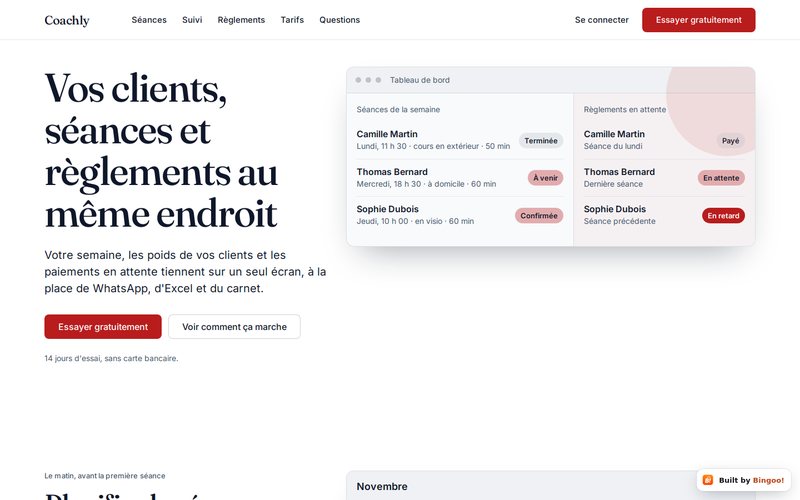 Coachly
Séances
Suivi
Règlements
Tarifs
Questions
Se connecter
Essayer gratuitement
Vos clients,
séances et
règlements au
même endroit
Votre semaine, les poids de vos clients et les
paiements en attente tiennent sur un seul écran, à la
place de WhatsApp, d'Excel et du carnet.
Essayer gratuitement
Voir comment ça marche
14 jours d'essai, sans carte bancaire.
Tableau de bord
Séances de la semaine
Camille Martin
Lundi, 11 h 30 · cours en extérieur · 50 min
Terminée
Thomas Bernard
Mercredi, 18 h 30 · à domicile · 60 min
À venir
Sophie Dubois
Jeudi, 10 h 00 · en visio · 60 min
Confirmée
Règlements en attente
Camille Martin
Séance du lundi
Payé
Thomas Bernard
Dernière séance
En attente
Sophie Dubois
Séance précédente
En retard
Le matin, avant la première séance
Novembre
Built by Bingoo!